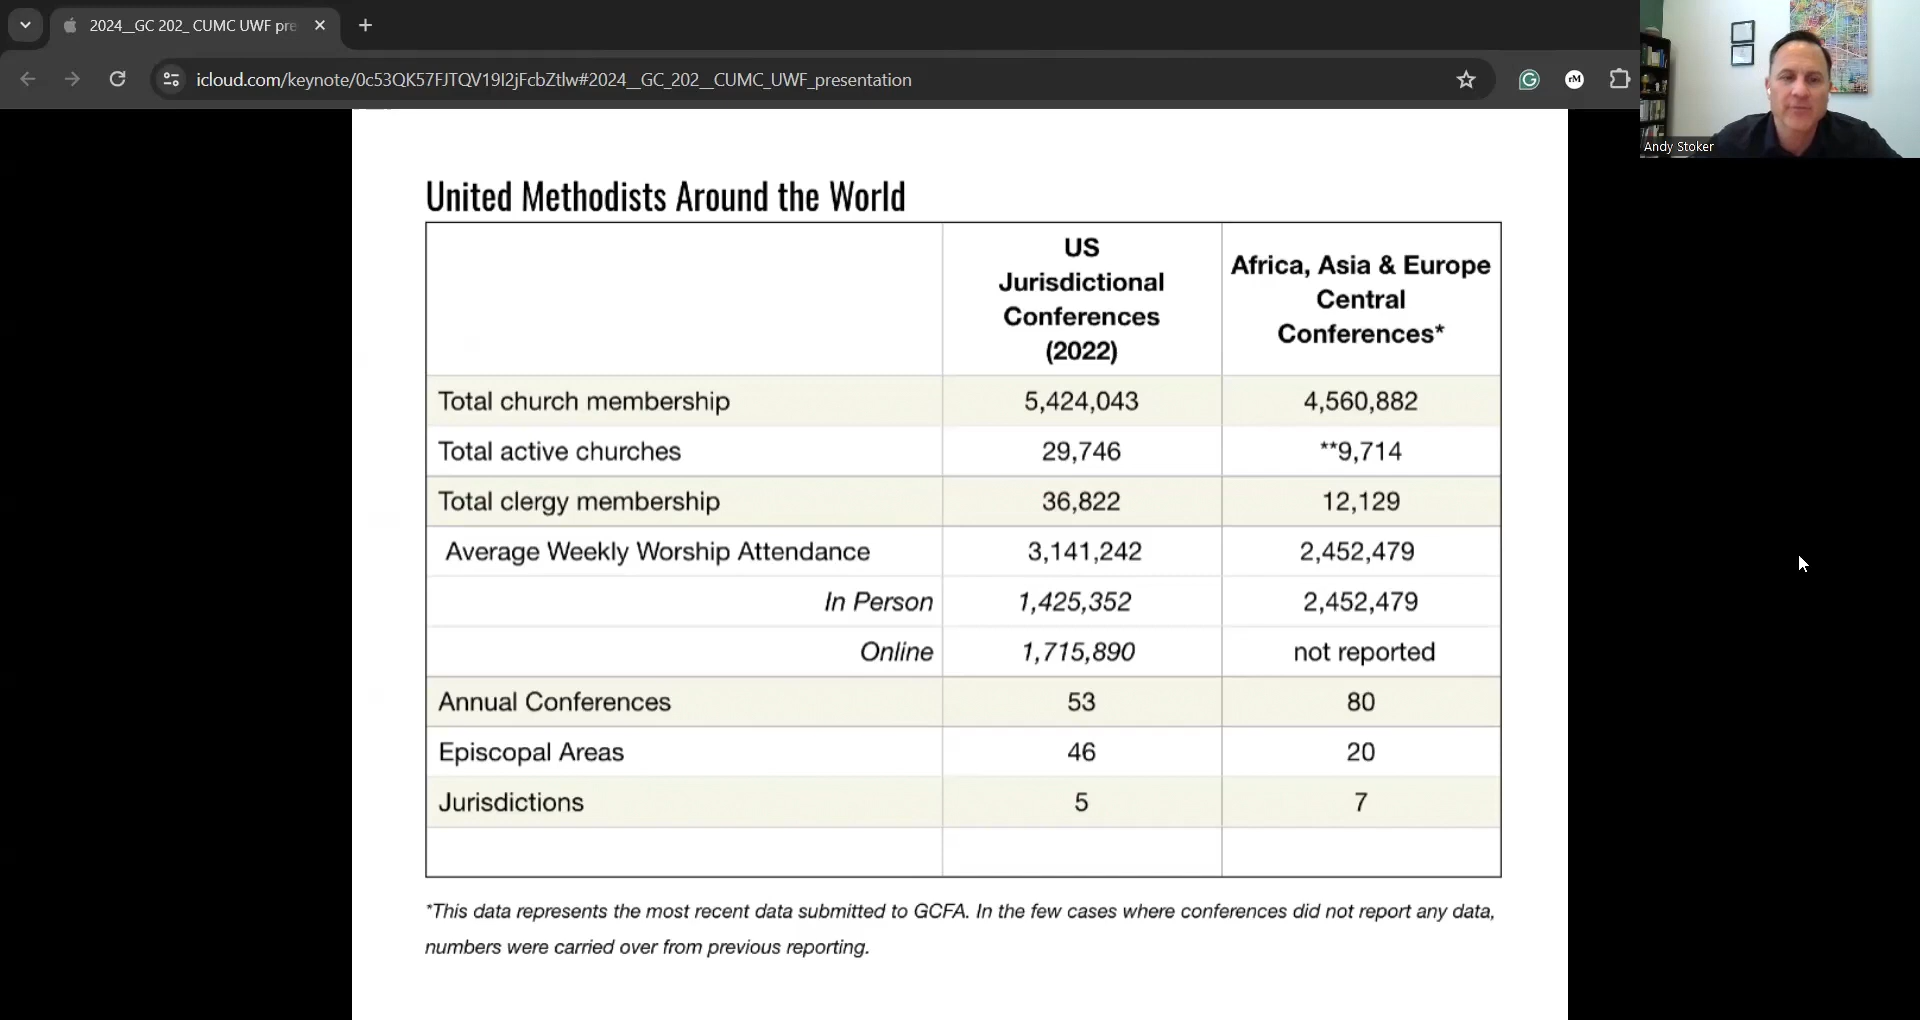 2024__GC 202_ CUMC UWF pre
icloud.com/keynote/0c53QK57FJTQV19I2jFcbZtlw#2024__GC_202__CUMC_UWF_presentation
rM
Andy Stoker
United Methodists Around the World
US Jurisdictional Conferences (2022)
Africa, Asia & Europe Central Conferences*
Total church membership 5,424,043 4,560,882
Total active churches 29,746 **9,714
Total clergy membership 36,822 12,129
Average Weekly Worship Attendance 3,141,242 2,452,479
In Person 1,425,352 2,452,479
Online 1,715,890 not reported
Annual Conferences 53 80
Episcopal Areas 46 20
Jurisdictions 5 7
*This data represents the most recent data submitted to GCFA. In the few cases where conferences did not report any data,
numbers were carried over from previous reporting.